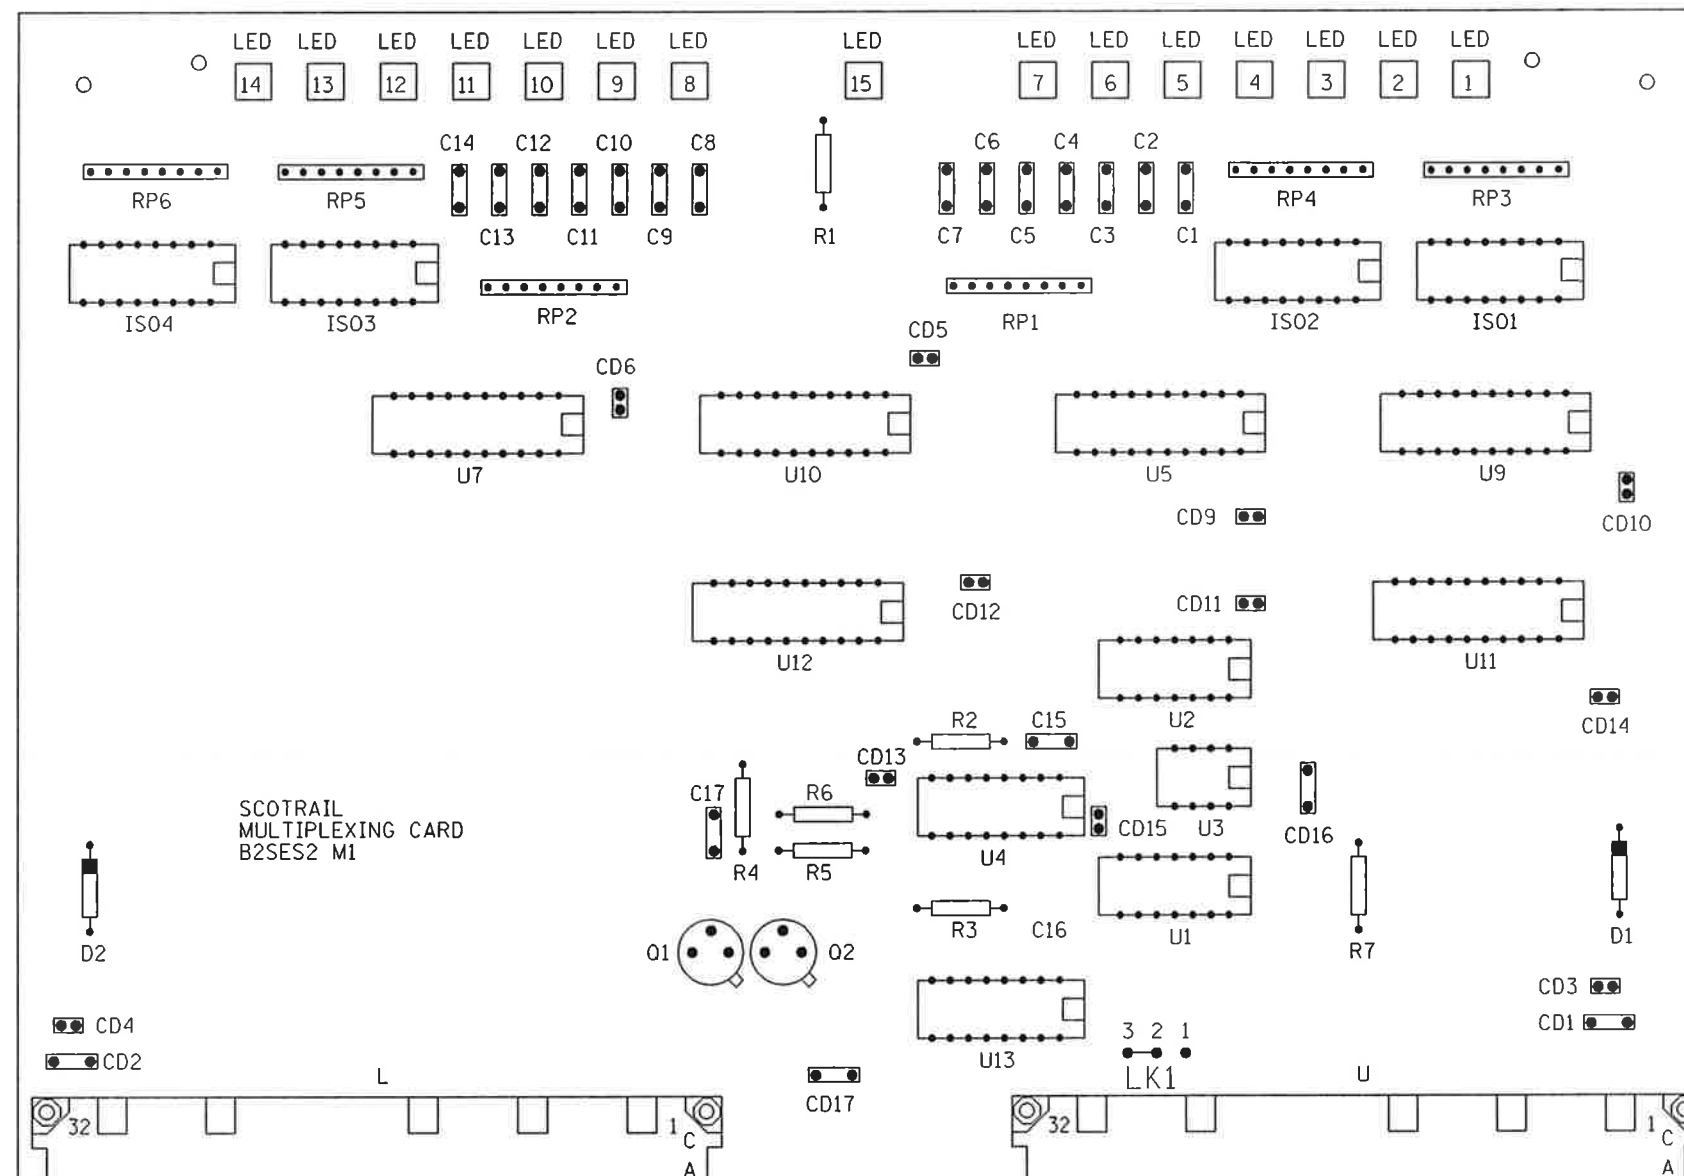 LED LED LED LED LED LED LED LED LED LED LED LED LED LED LED
14 13 12 11 10 9 8 15 7 6 5 4 3 2 1
C14 C12 C10 C8 C6 C4 C2
RP6 RP5 RP4 RP3
C13 C11 C9 R1 C7 C5 C3 C1
ISO4 ISO3 RP2 RP1 ISO2 ISO1
CD5
CD6
U7 U10 U5 U9
CD9 CD10
CD12 CD11
U12 U11
R2 C15 U2 CD14
CD13
C17 R6
SCOTRAIL
MULTIPLEXING CARD
B2SES2 M1
CD15 U3 CD16
R4 R5 U4
D2 Q1 Q2 R3 C16 U1 R7 D1
CD3
CD4 CD1
CD2 U13 3 2 1
L LK1 U
CD17
32 1 32 1
C C
A A